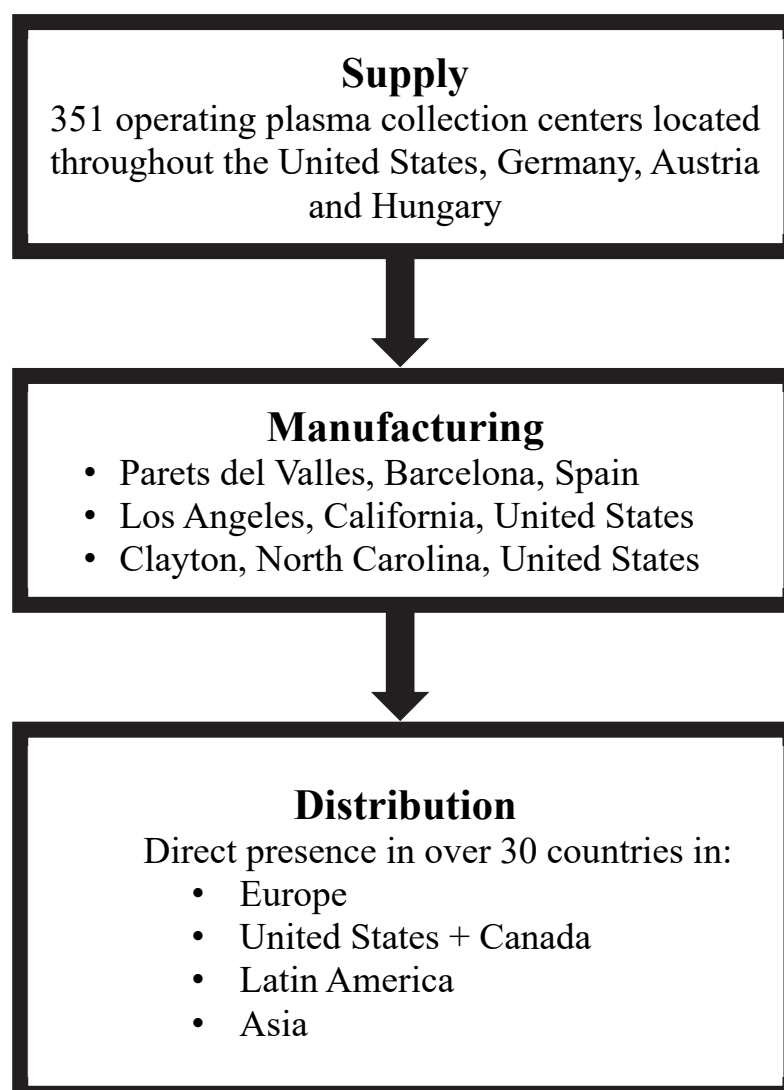 Supply
351 operating plasma collection centers located
throughout the United States, Germany, Austria
and Hungary
Manufacturing
• Parets del Valles, Barcelona, Spain
• Los Angeles, California, United States
• Clayton, North Carolina, United States
Distribution
Direct presence in over 30 countries in:
• Europe
• United States + Canada
• Latin America
• Asia